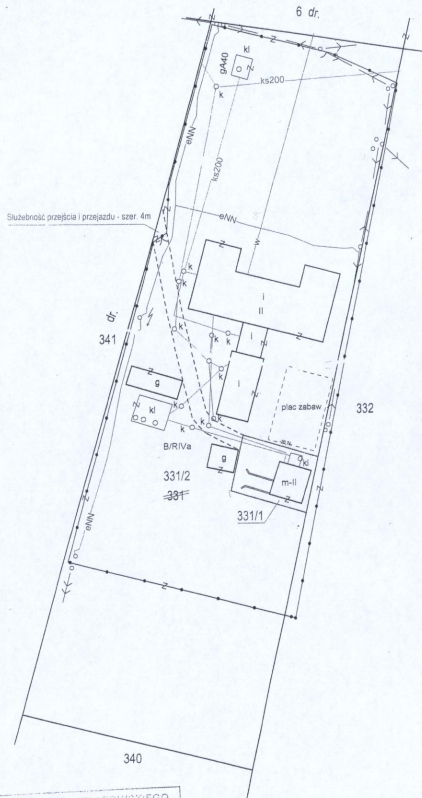 6 dr.
kl
gA40
k
ks200
eNN
ks200
eNN
Służebność przejścia i przejazdu - szer. 4m
w
k
k
i
II
dr.
341
k
k
k
i
k
g
i
kl
k
plac zabaw
332
k
k
k
B/RIVa
g
kl
m-II
331/2
331
331/1
eNN
340